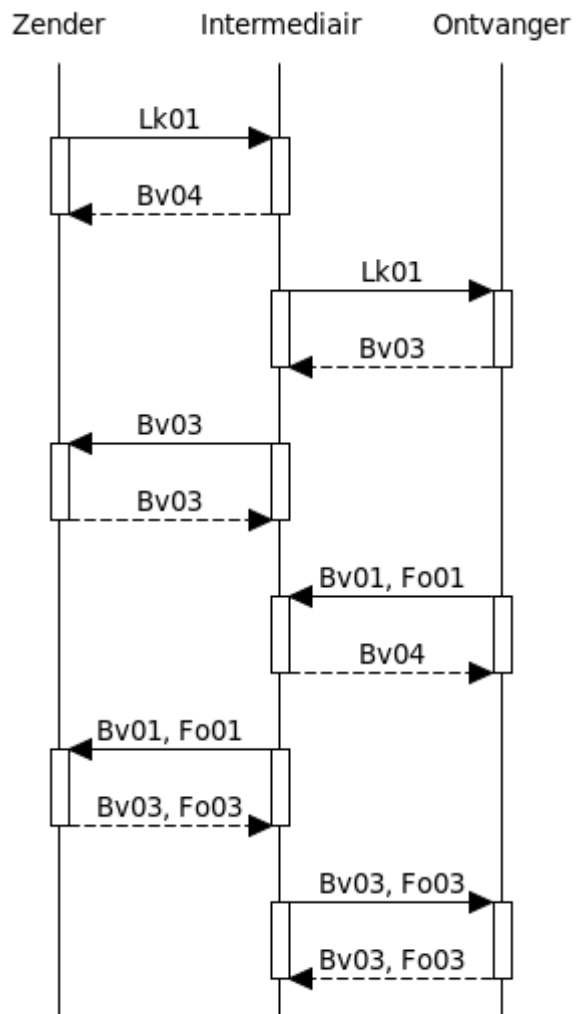 Zender Intermediair Ontvanger
Lk01
Bv04
Lk01
Bv03
Bv03
Bv03
Bv01, Fo01
Bv04
Bv01, Fo01
Bv03, Fo03
Bv03, Fo03
Bv03, Fo03